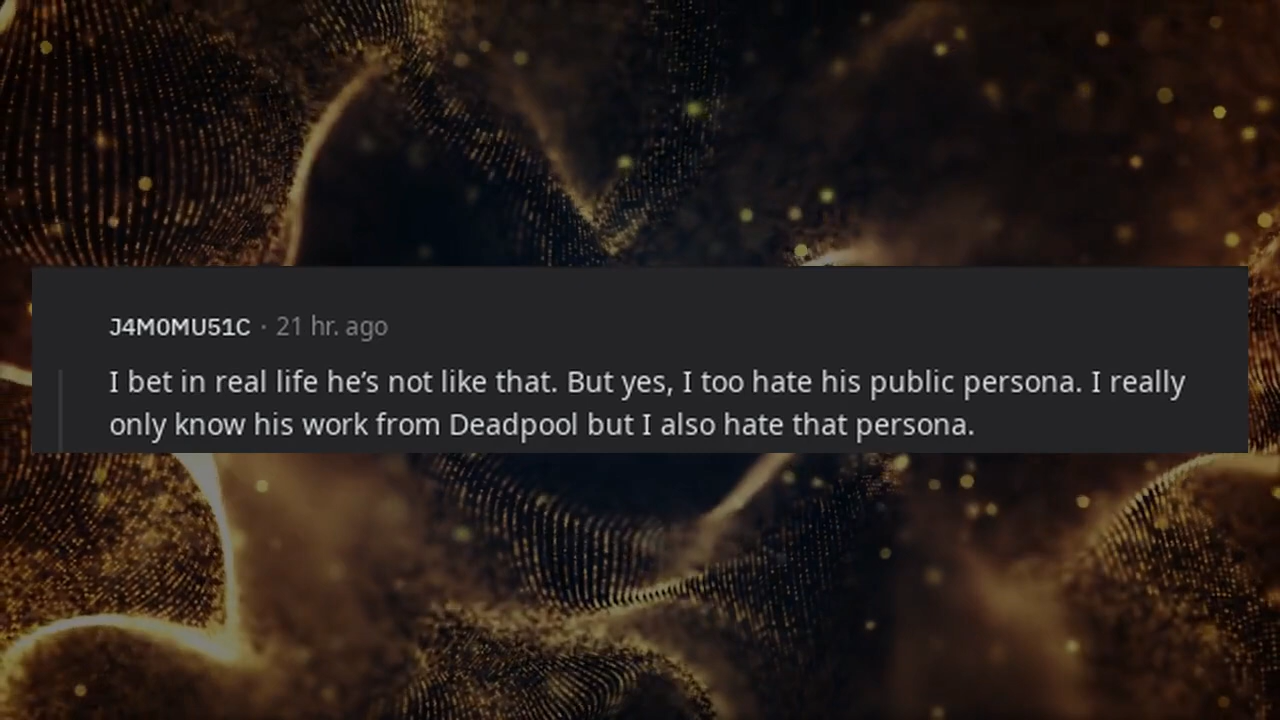 J4M0MU51C · 21 hr. ago
I bet in real life he’s not like that. But yes, I too hate his public persona. I really
only know his work from Deadpool but I also hate that persona.